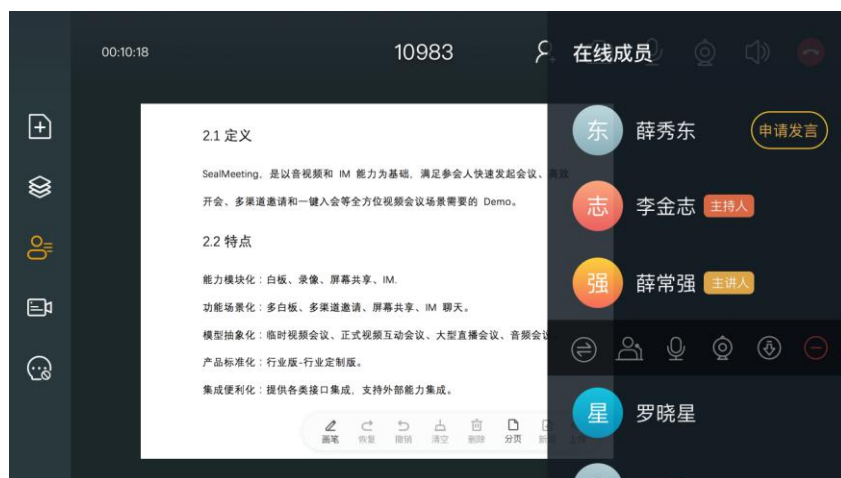 00:10:18
10983
在线成员
2.1 定义
SealMeeting，是以音视频和 IM 能力为基础，满足参会人快速发起会议、高效
开会、多渠道邀请和一键入会等全方位视频会议场景需要的 Demo。
2.2 特点
能力模块化：白板、录像、屏幕共享、IM.
功能场景化：多白板、多渠道邀请、屏幕共享、IM 聊天。
模型抽象化：临时视频会议、正式视频互动会议、大型直播会议、音频会议
产品标准化：行业版-行业定制版。
集成便利化：提供各类接口集成，支持外部能力集成。
画笔 恢复 撤销 清空 删除 分页
东 薛秀东 申请发言
志 李金志 主持人
强 薛常强 主讲人
星 罗晓星